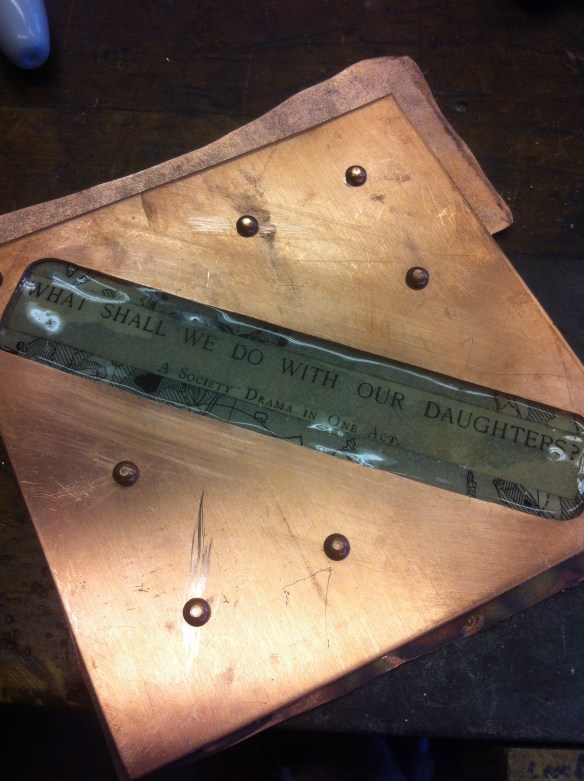 WHAT SHALL WE DO WITH OUR DAUGHTERS?
A SOCIETY DRAMA IN ONE ACT.